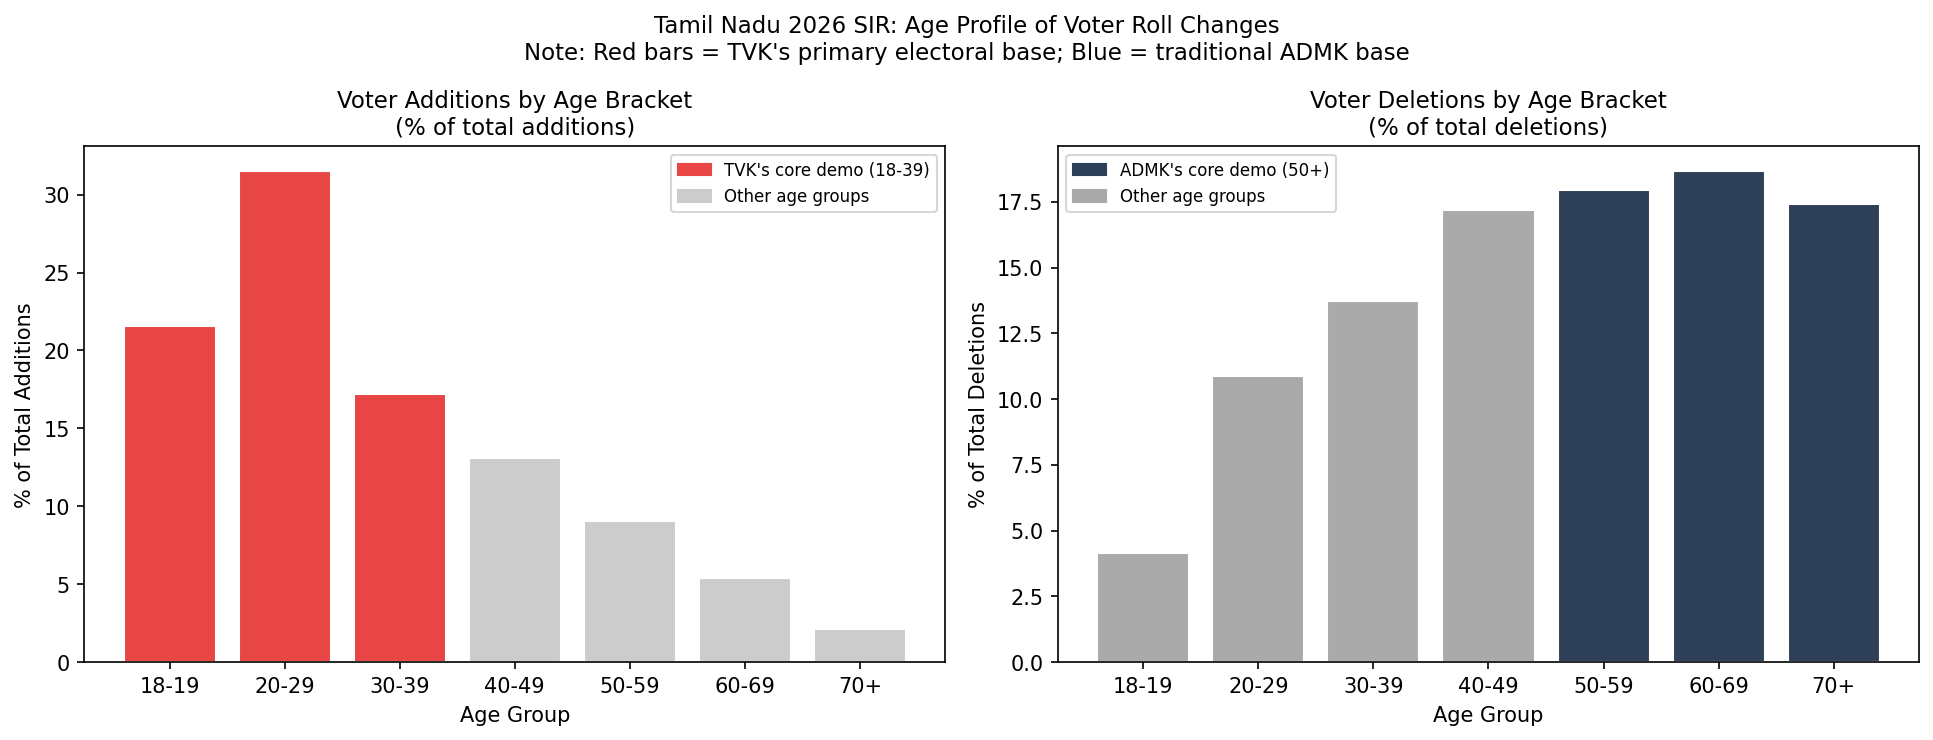 Tamil Nadu 2026 SIR: Age Profile of Voter Roll Changes
Note: Red bars = TVK's primary electoral base; Blue = traditional ADMK base
Voter Additions by Age Bracket
(% of total additions)
TVK's core demo (18-39)
Other age groups
% of Total Additions
30
25
20
15
10
5
0
18-19 20-29 30-39 40-49 50-59 60-69 70+
Age Group
Voter Deletions by Age Bracket
(% of total deletions)
ADMK's core demo (50+)
Other age groups
% of Total Deletions
17.5
15.0
12.5
10.0
7.5
5.0
2.5
0.0
18-19 20-29 30-39 40-49 50-59 60-69 70+
Age Group